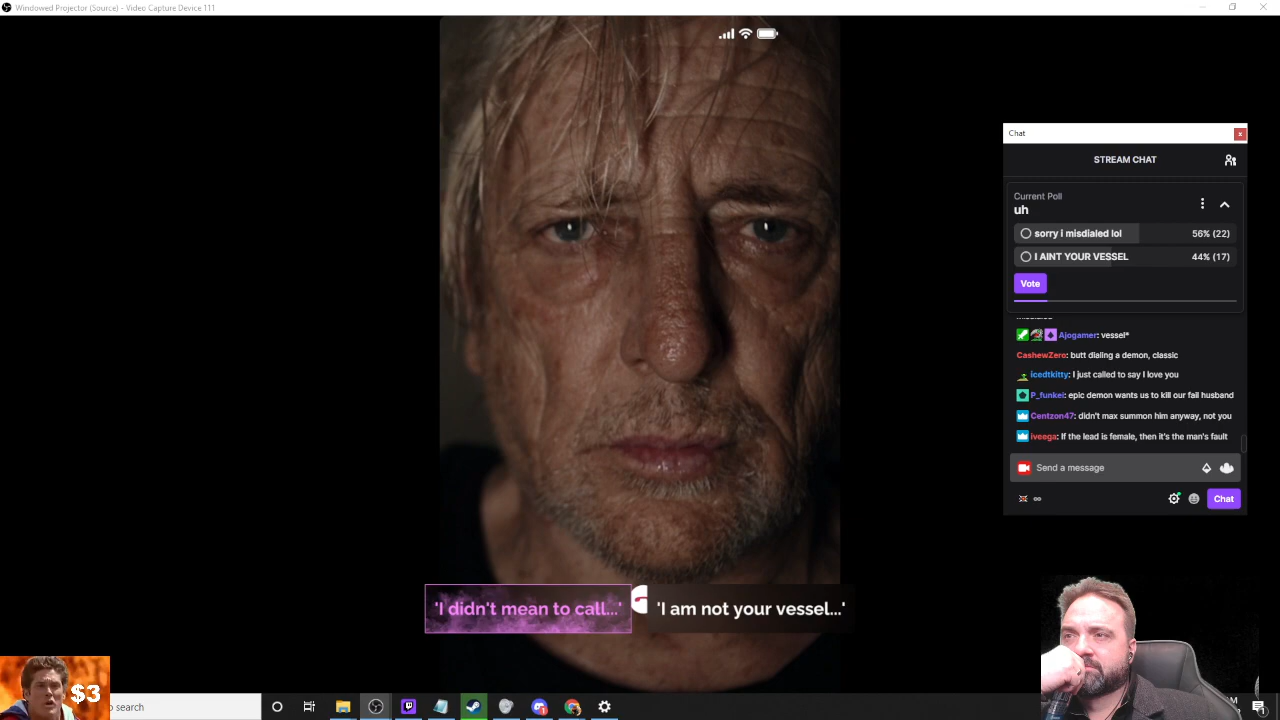 Windowed Projector (Source) - Video Capture Device 111
Chat
STREAM CHAT
Current Poll
uh
sorry i misdialed lol 56% (22)
I AINT YOUR VESSEL 44% (17)
Vote
Ajogamer: vessel*
CashewZero: butt dialing a demon, classic
icedtkitty: I just called to say I love you
P_funkei: epic demon wants us to kill our fail husband
Centzon47: didn't max summon him anyway, not you
iveega: If the lead is female, then it's the man's fault
Send a message
Chat
'I didn't mean to call...' 'I am not your vessel...'
$3
search